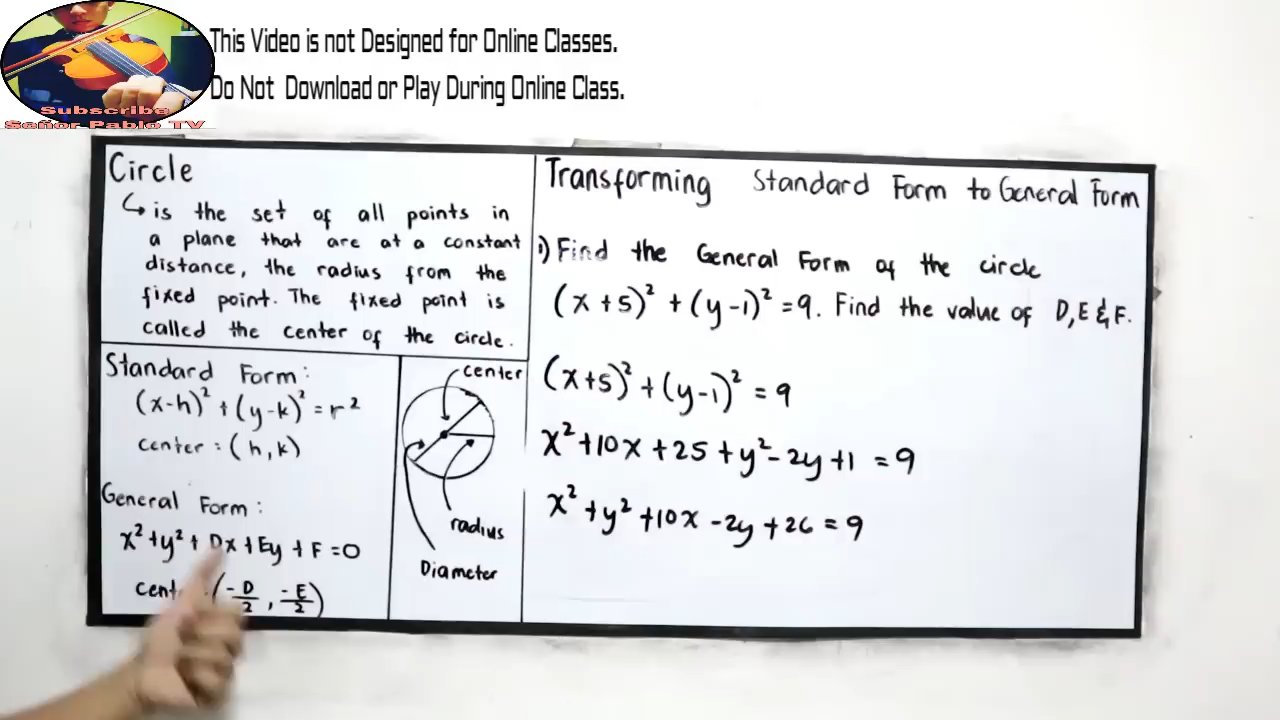 This Video is not Designed for Online Classes.
Do Not Download or Play During Online Class.
Subscribe
Señor Pablo TV
Circle
↳ is the set of all points in
a plane that are at a constant
distance, the radius from the
fixed point. The fixed point is
called the center of the circle.
Standard Form:
(x-h)² + (y-k)² = r²
center : (h,k)
General Form:
x² + y² + Dx + Ey + F = 0
(-D/2, -E/2)
center
radius
Diameter
Transforming Standard Form to General Form
1) Find the General Form of the circle
(x+5)² + (y-1)² = 9. Find the value of D, E & F.
(x+5)² + (y-1)² = 9
x² + 10x + 25 + y² - 2y + 1 = 9
x² + y² + 10x - 2y + 26 = 9